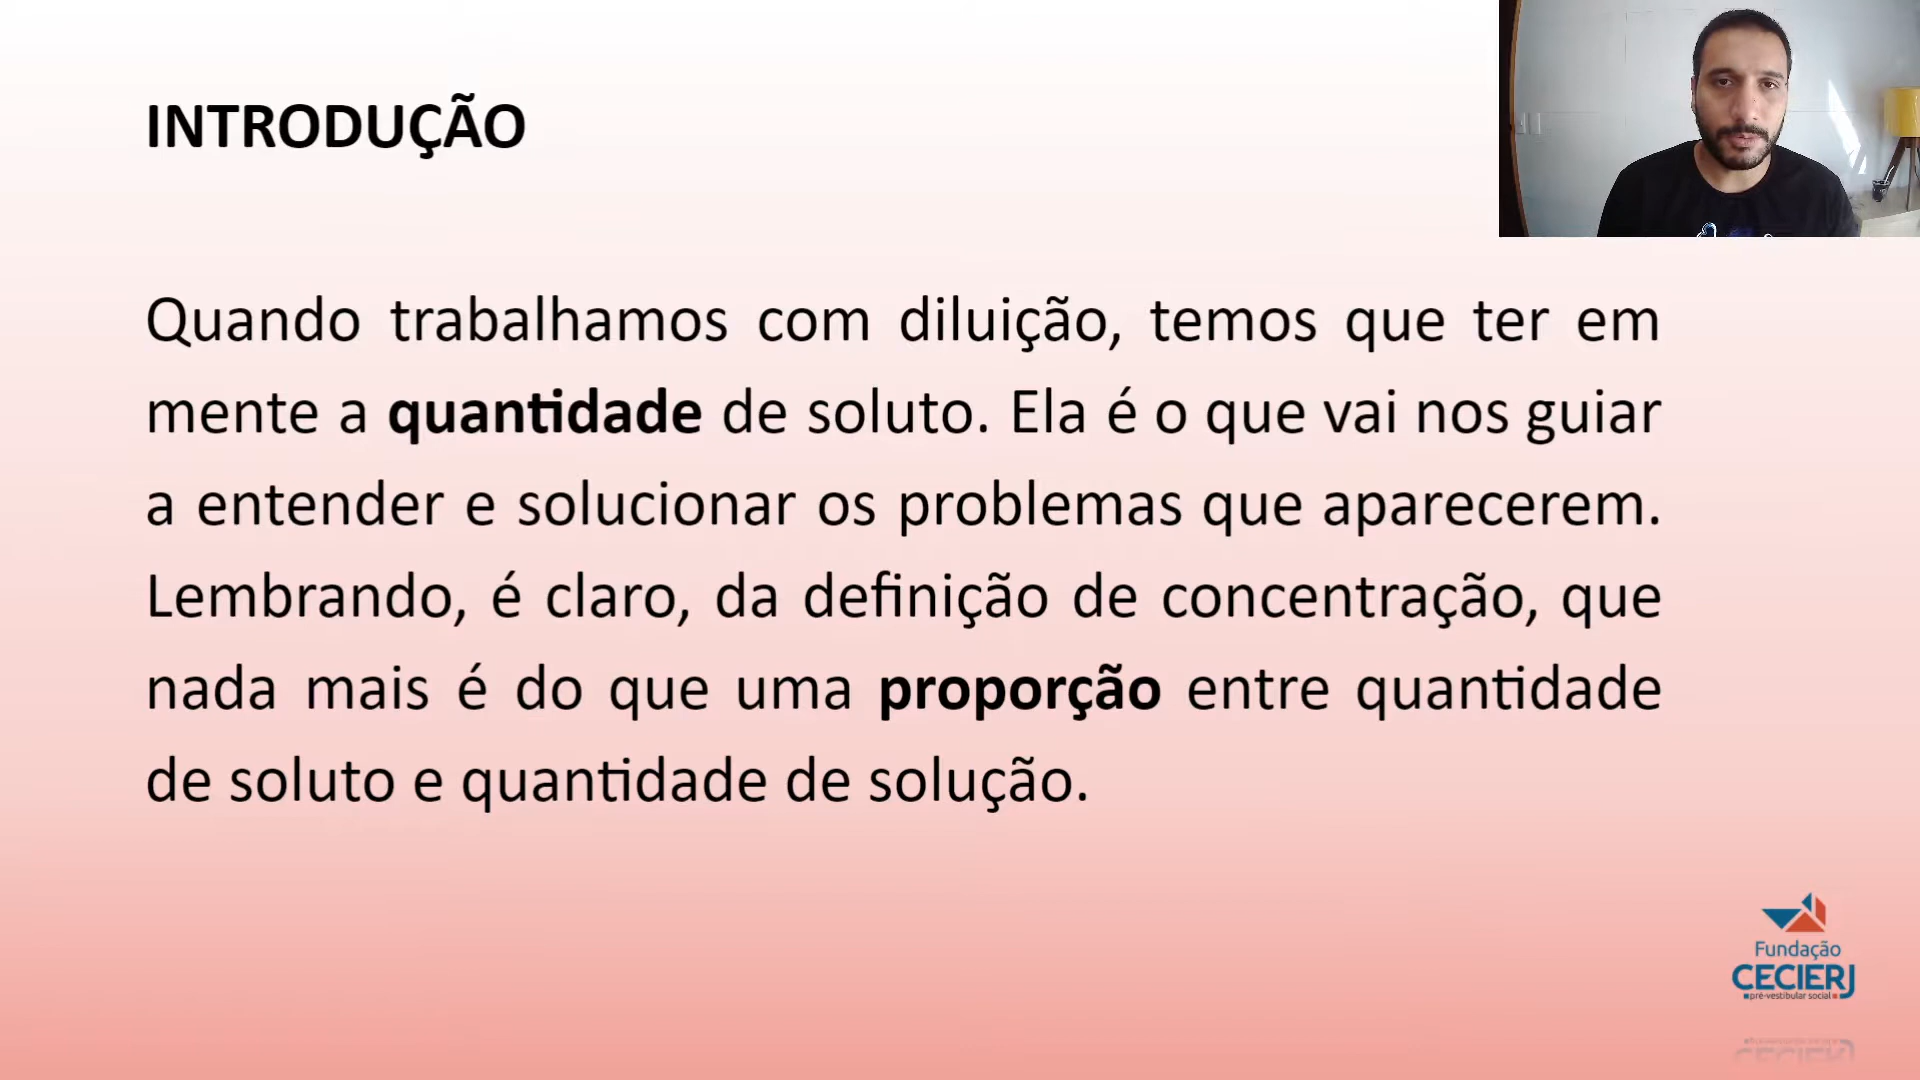 INTRODUÇÃO
Quando trabalhamos com diluição, temos que ter em
mente a quantidade de soluto. Ela é o que vai nos guiar
a entender e solucionar os problemas que aparecerem.
Lembrando, é claro, da definição de concentração, que
nada mais é do que uma proporção entre quantidade
de soluto e quantidade de solução.
Fundação
CECIERJ
pré-vestibular social